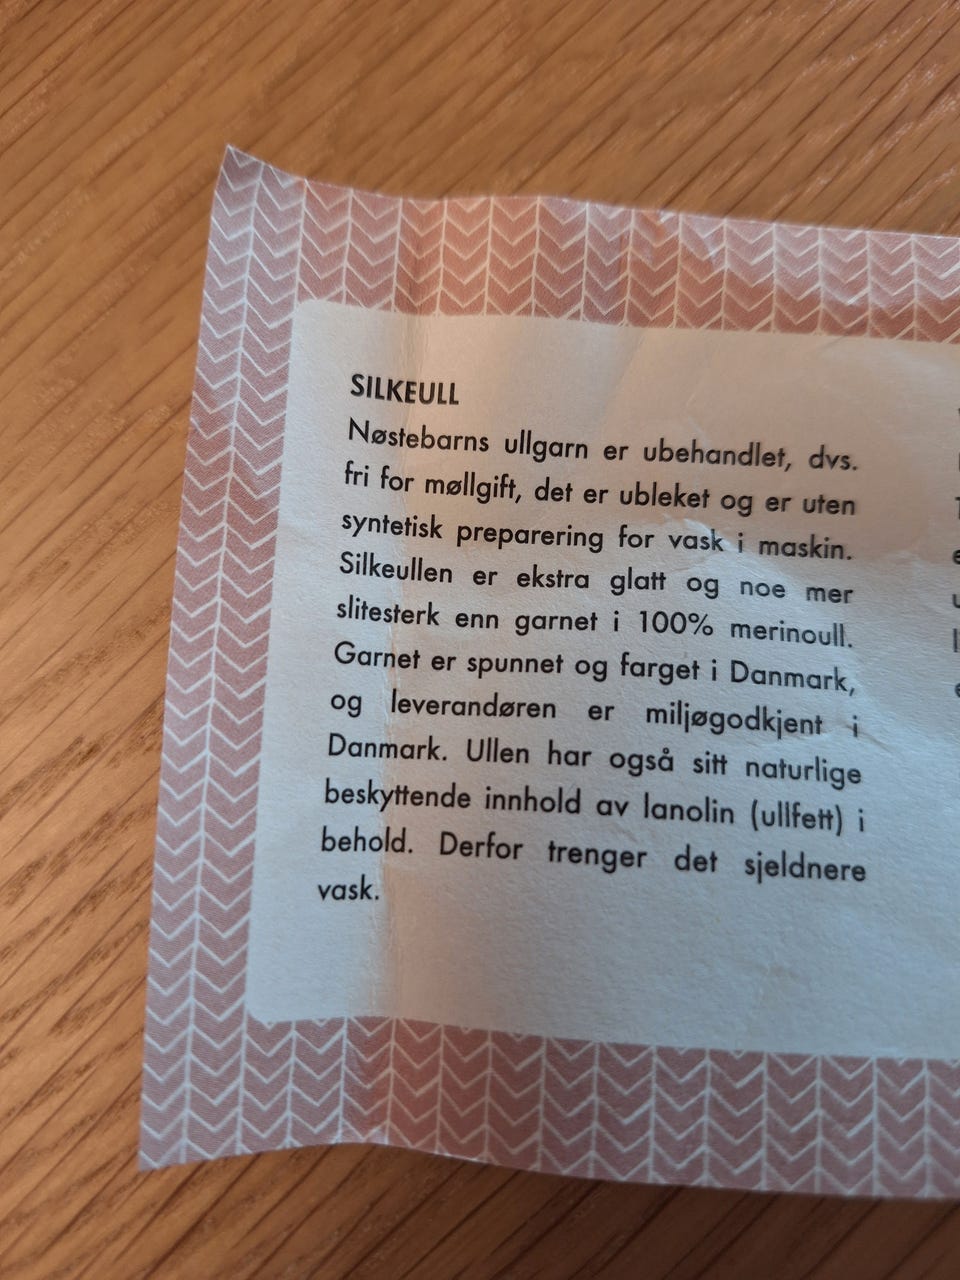 SILKEULL
Nøstebarns ullgarn er ubehandlet, dvs.
fri for møllgift, det er ubleket og er uten
syntetisk preparering for vask i maskin.
Silkeullen er ekstra glatt og noe mer
slitesterk enn garnet i 100% merinoull.
Garnet er spunnet og farget i Danmark,
og leverandøren er miljøgodkjent i
Danmark. Ullen har også sitt naturlige
beskyttende innhold av lanolin (ullfett) i
behold. Derfor trenger det sjeldnere
vask.